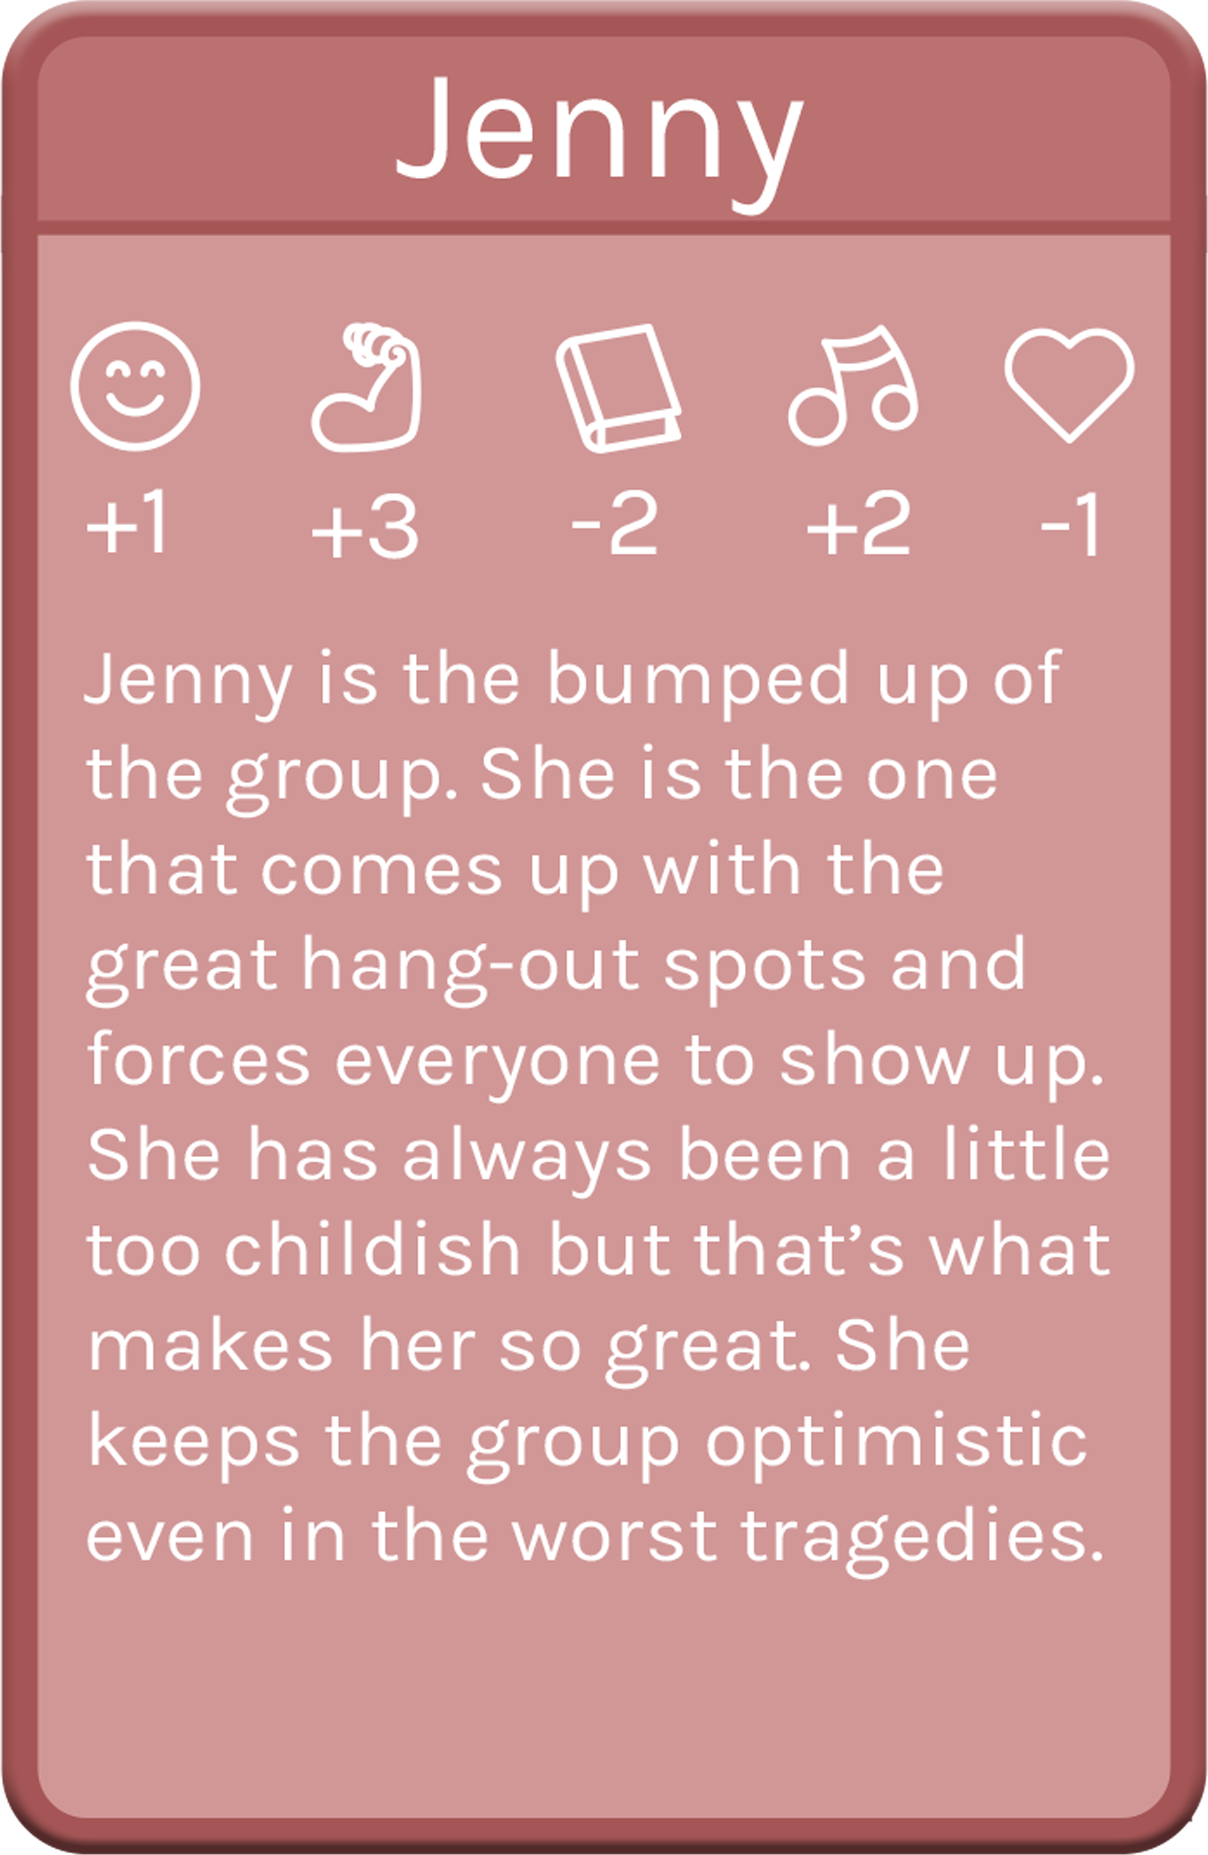 Jenny
+1 +3 -2 +2 -1
Jenny is the bumped up of
the group. She is the one
that comes up with the
great hang-out spots and
forces everyone to show up.
She has always been a little
too childish but that’s what
makes her so great. She
keeps the group optimistic
even in the worst tragedies.